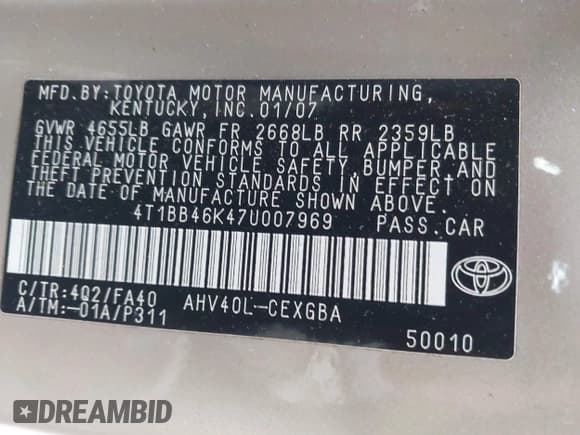 MFD.BY:TOYOTA MOTOR MANUFACTURING,
KENTUCKY,INC.01/07
GVWR 4655LB GAWR FR 2668LB RR 2359LB
THIS VEHICLE CONFORMS TO ALL APPLICABLE
FEDERAL MOTOR VEHICLE SAFETY,BUMPER,AND
THEFT PREVENTION STANDARDS IN EFFECT ON
THE DATE OF MANUFACTURE SHOWN ABOVE.
4T1BB46K47U007969 PASS.CAR
C/TR:4Q2/FA40 AHV40L-CEXGBA
A/TM:-01A/P311 50010
DREAMBID